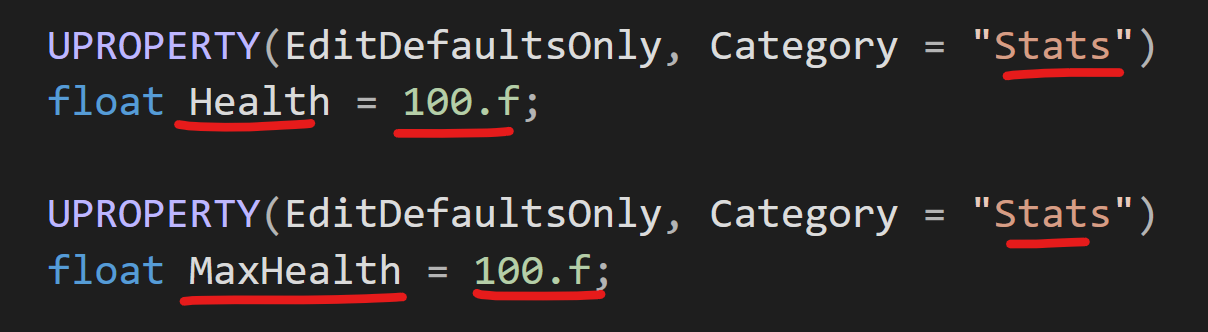 UPROPERTY(EditDefaultsOnly, Category = "Stats")
float Health = 100.f;
UPROPERTY(EditDefaultsOnly, Category = "Stats")
float MaxHealth = 100.f;